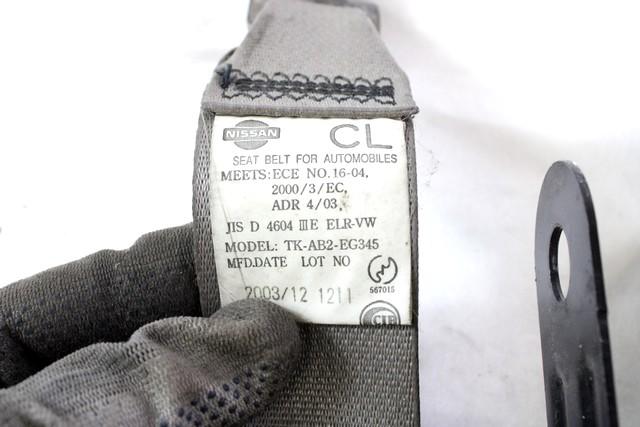 NISSAN CL
SEAT BELT FOR AUTOMOBILES
MEETS:ECE NO.16-04,
2000/3/EC,
ADR 4/03,
JIS D 4604 ⅢE ELR-VW
MODEL: TK-AB2-EG345
MFD.DATE LOT NO
567015
2003/12 1211